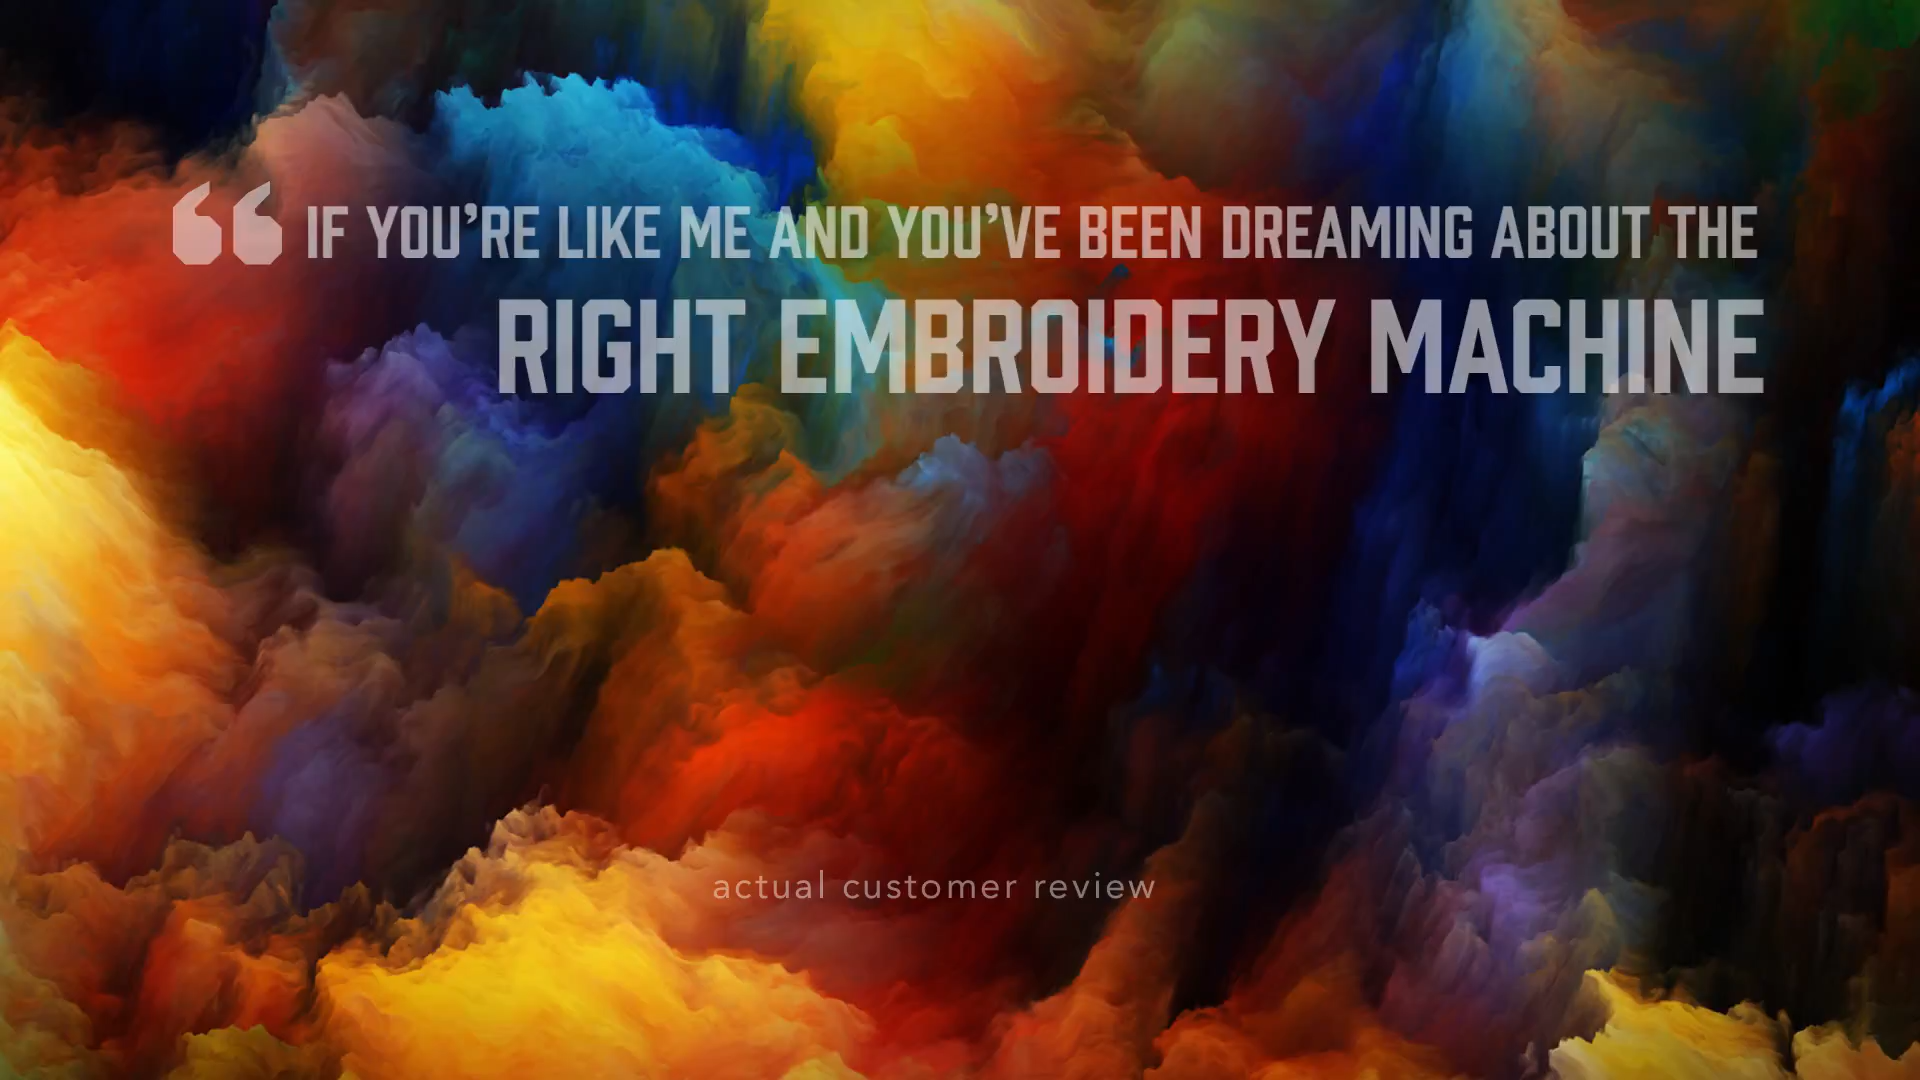 “ IF YOU’RE LIKE ME AND YOU’VE BEEN DREAMING ABOUT THE
RIGHT EMBROIDERY MACHINE
actual customer review